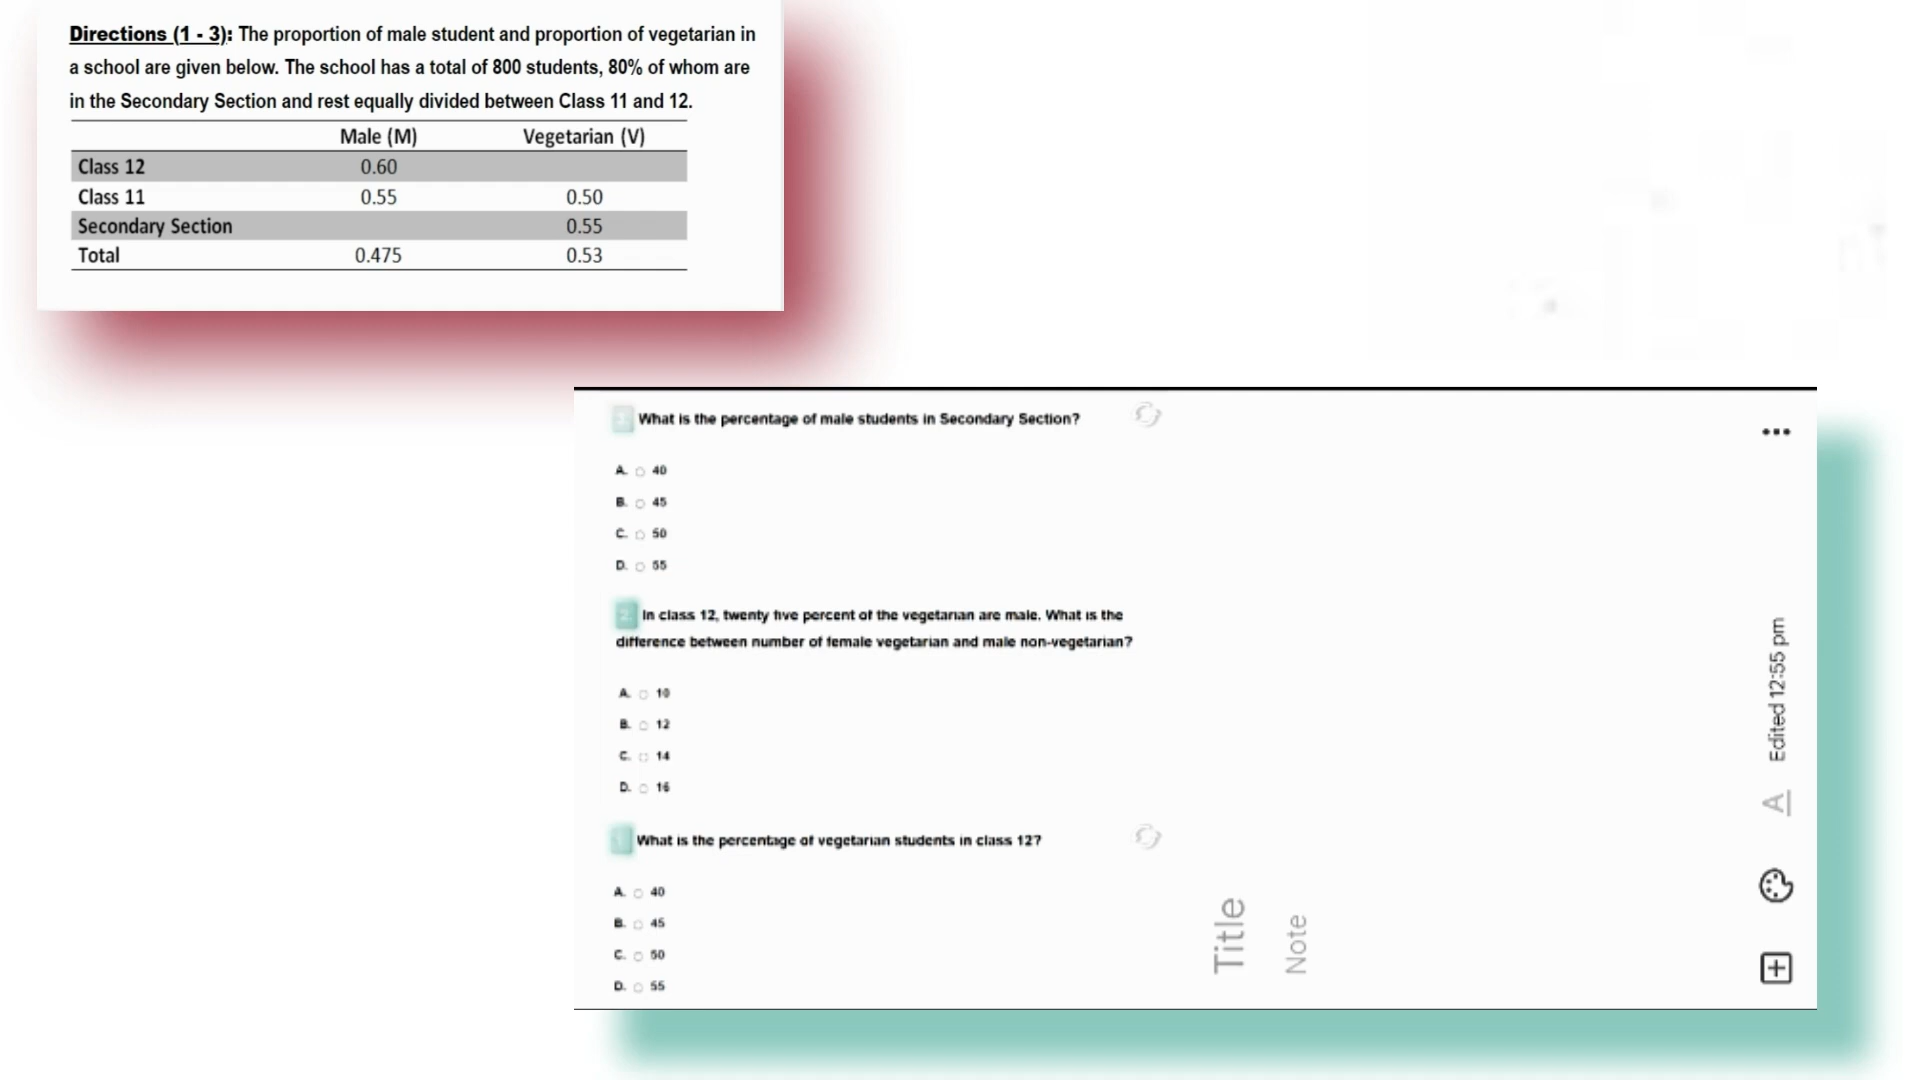 Directions (1 - 3): The proportion of male student and proportion of vegetarian in
a school are given below. The school has a total of 800 students, 80% of whom are
in the Secondary Section and rest equally divided between Class 11 and 12.
Male (M) Vegetarian (V)
Class 12 0.60
Class 11 0.55 0.50
Secondary Section 0.55
Total 0.475 0.53
What is the percentage of male students in Secondary Section?
A. 40
B. 45
C. 50
D. 55
2. In class 12, twenty five percent of the vegetarian are male. What is the
difference between number of female vegetarian and male non-vegetarian?
A. 10
B. 12
C. 14
D. 16
What is the percentage of vegetarian students in class 12?
A. 40
B. 45
C. 50
D. 55
Title
Note
Edited 12:55 pm
A